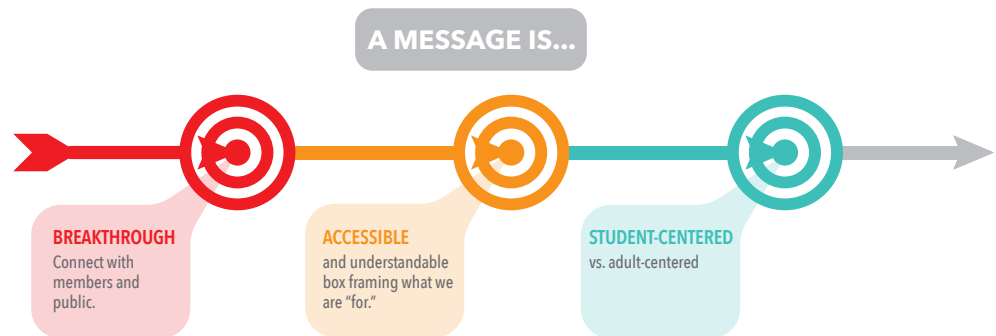 A MESSAGE IS...
BREAKTHROUGH
Connect with
members and
public.
ACCESSIBLE
and understandable
box framing what we
are “for.”
STUDENT-CENTERED
vs. adult-centered